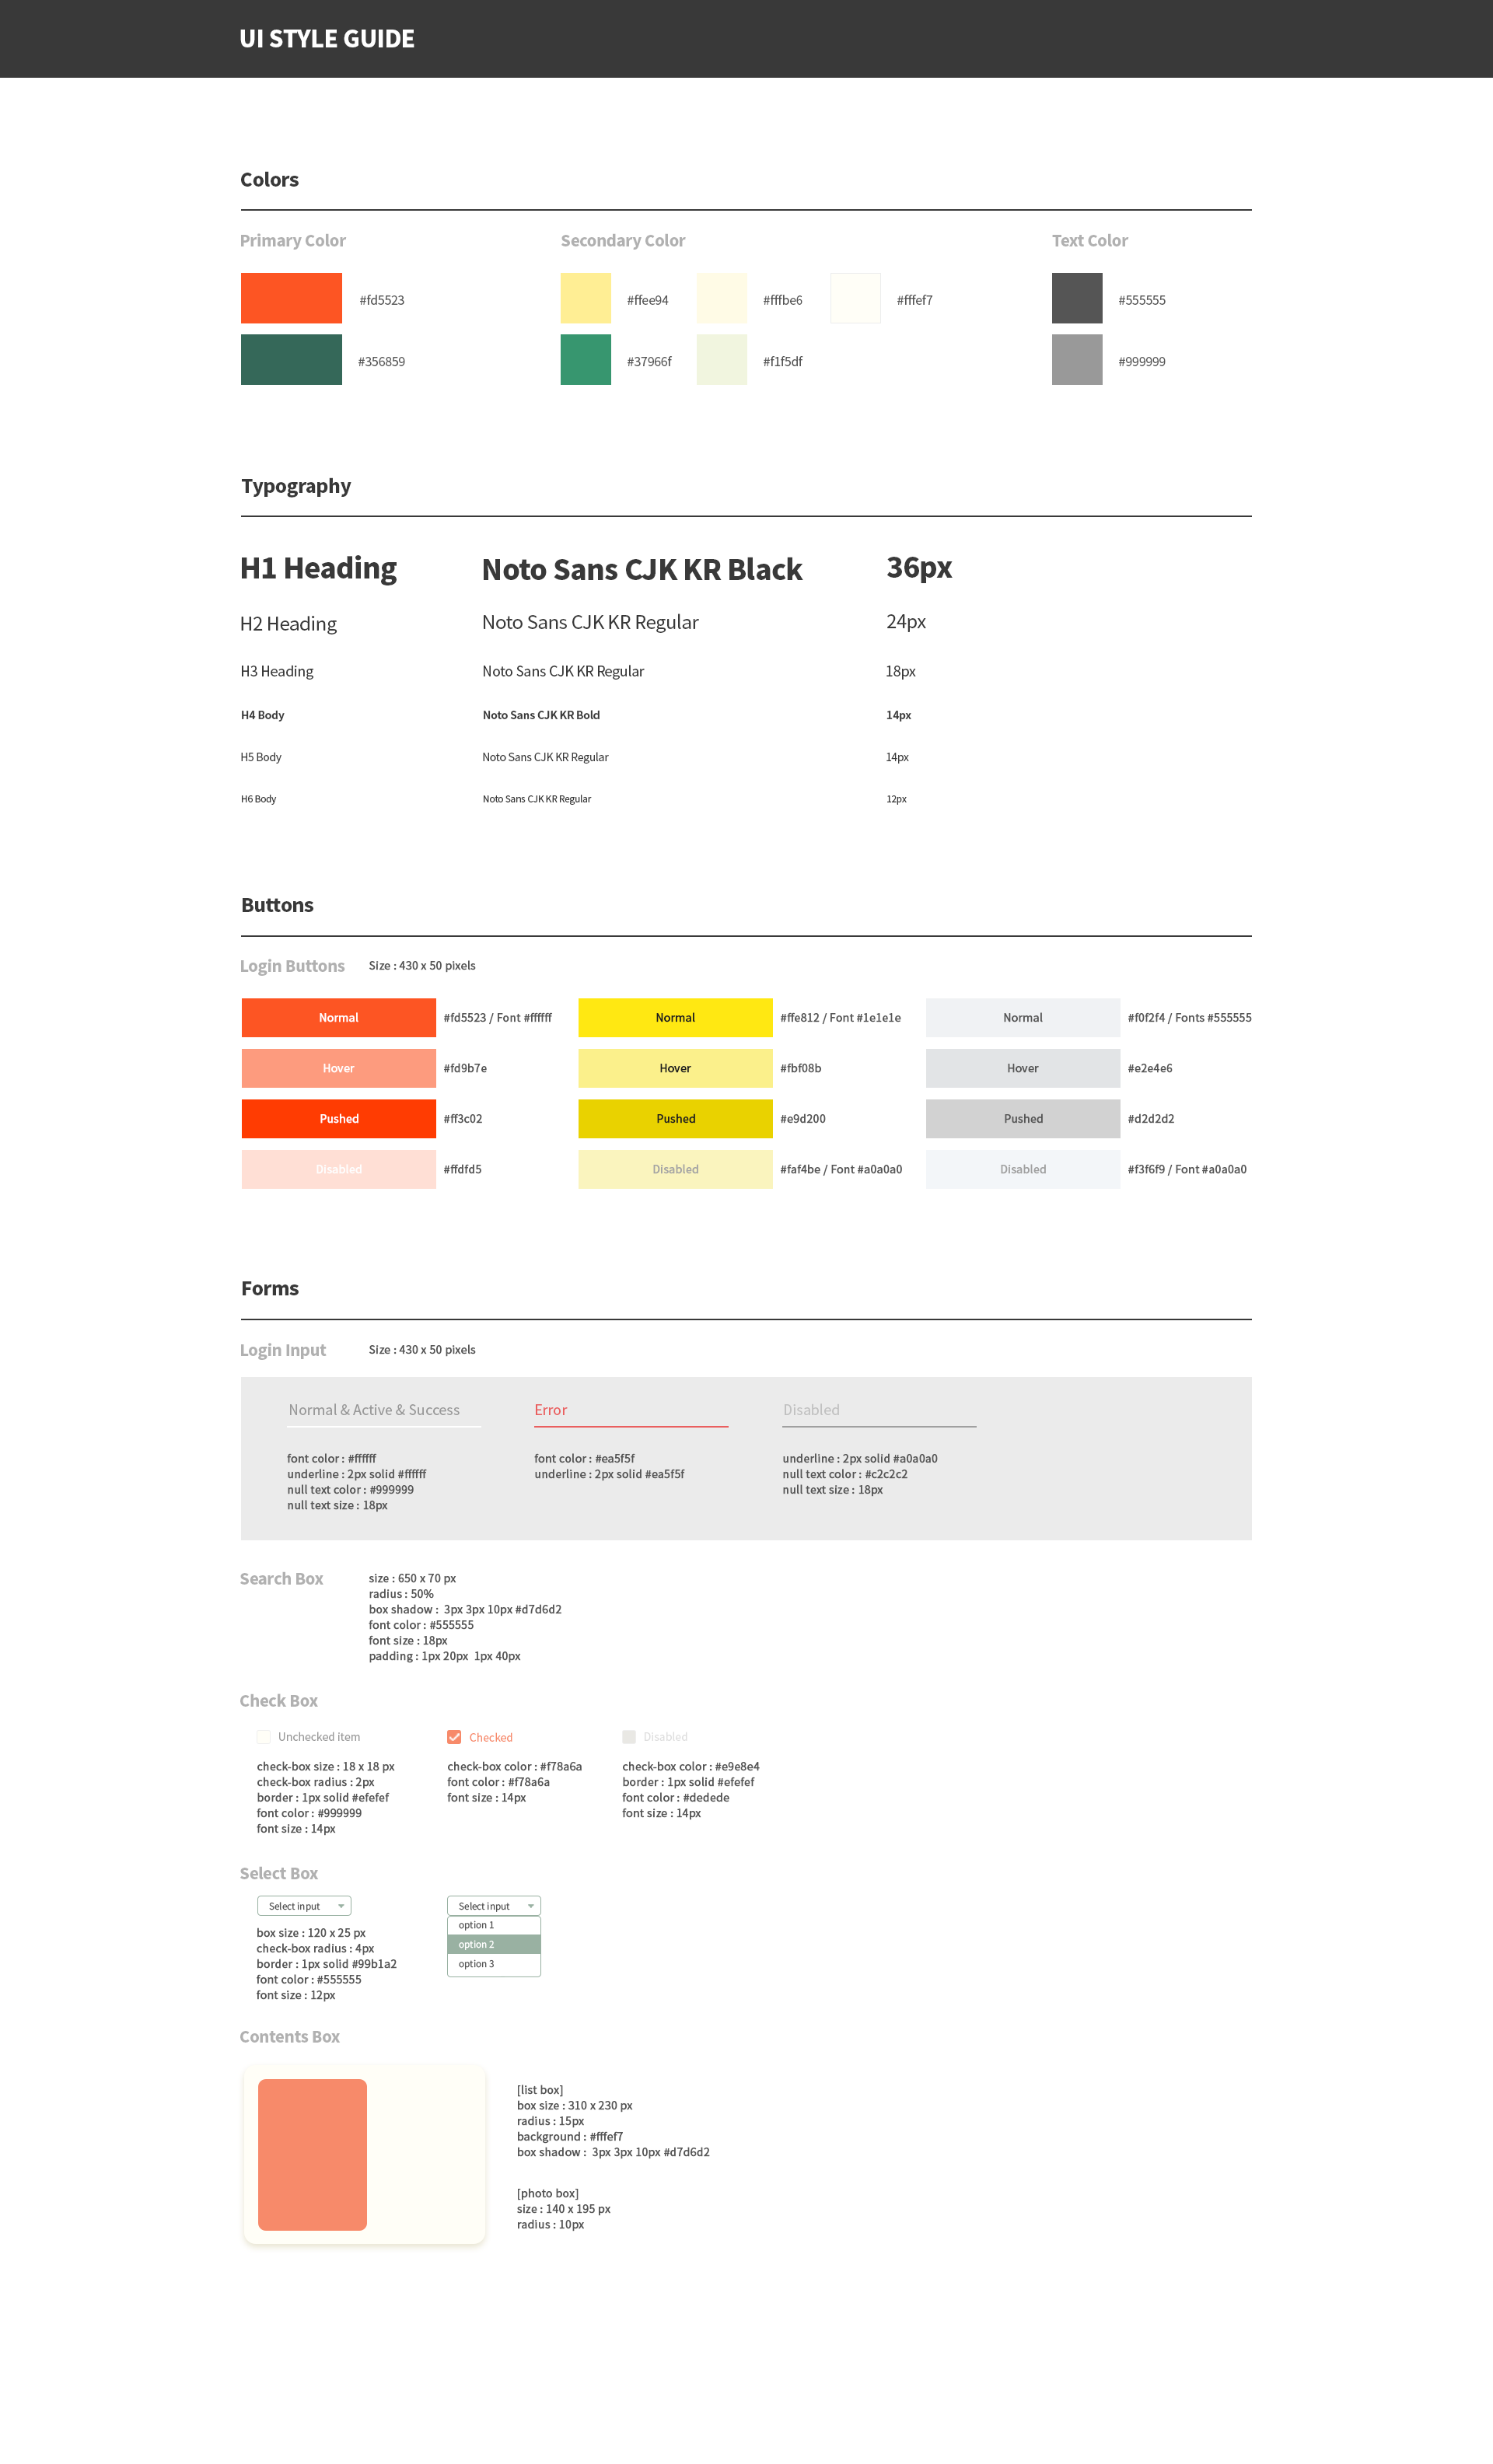 UI STYLE GUIDE
Colors
Primary Color
Secondary Color
Text Color
#fd5523
#ffee94
#fffbe6
#fffef7
#555555
#356859
#37966f
#f1f5df
#999999
Typography
H1 Heading
Noto Sans CJK KR Black
36px
H2 Heading
Noto Sans CJK KR Regular
24px
H3 Heading
Noto Sans CJK KR Regular
18px
H4 Body
Noto Sans CJK KR Bold
14px
H5 Body
Noto Sans CJK KR Regular
14px
H6 Body
Noto Sans CJK KR Regular
12px
Buttons
Login Buttons
Size : 430 x 50 pixels
Normal
#fd5523 / Font #ffffff
Normal
#ffe812 / Font #1e1e1e
Normal
#f0f2f4 / Fonts #555555
Hover
#fd9b7e
Hover
#fbf08b
Hover
#e2e4e6
Pushed
#ff3c02
Pushed
#e9d200
Pushed
#d2d2d2
Disabled
#ffdfd5
Disabled
#faf4be / Font #a0a0a0
Disabled
#f3f6f9 / Font #a0a0a0
Forms
Login Input
Size : 430 x 50 pixels
Normal & Active & Success
font color : #ffffff
underline : 2px solid #ffffff
null text color : #999999
null text size : 18px
Error
font color : #ea5f5f
underline : 2px solid #ea5f5f
Disabled
underline : 2px solid #a0a0a0
null text color : #c2c2c2
null text size : 18px
Search Box
size : 650 x 70 px
radius : 50%
box shadow :  3px 3px 10px #d7d6d2
font color : #555555
font size : 18px
padding : 1px 20px  1px 40px
Check Box
Unchecked item
check-box size : 18 x 18 px
check-box radius : 2px
border : 1px solid #efefef
font color : #999999
font size : 14px
Checked
check-box color : #f78a6a
font color : #f78a6a
font size : 14px
Disabled
check-box color : #e9e8e4
border : 1px solid #efefef
font color : #dedede
font size : 14px
Select Box
Select input
box size : 120 x 25 px
check-box radius : 4px
border : 1px solid #99b1a2
font color : #555555
font size : 12px
Select input
option 1
option 2
option 3
Contents Box
[list box]
box size : 310 x 230 px
radius : 15px
background : #fffef7
box shadow :  3px 3px 10px #d7d6d2
[photo box]
size : 140 x 195 px
radius : 10px